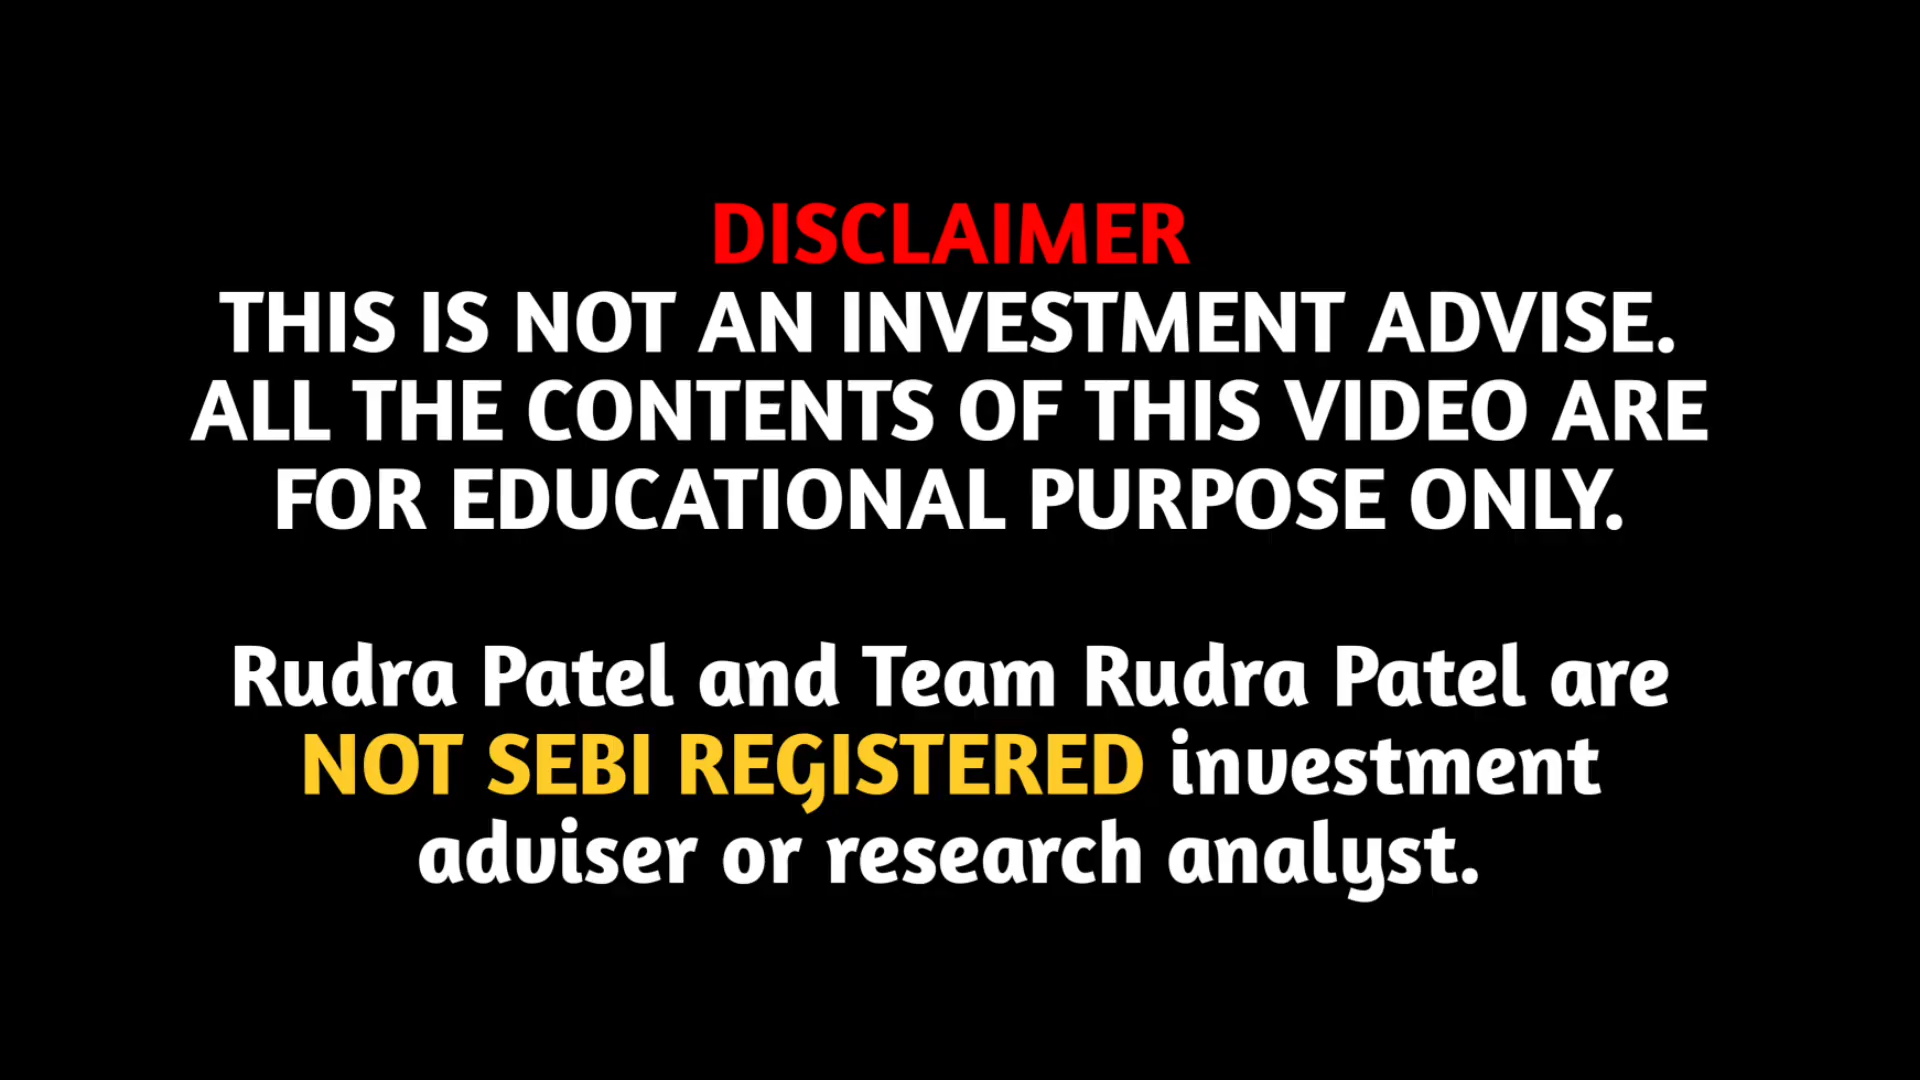 DISCLAIMER
THIS IS NOT AN INVESTMENT ADVISE.
ALL THE CONTENTS OF THIS VIDEO ARE
FOR EDUCATIONAL PURPOSE ONLY.
Rudra Patel and Team Rudra Patel are
NOT SEBI REGISTERED investment
adviser or research analyst.